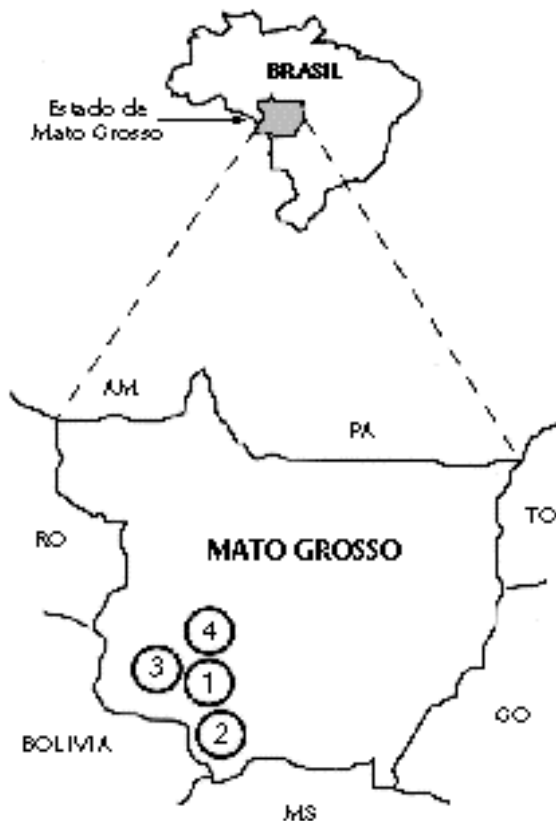 BRASIL
Estado de
Mato Grosso
AM
PA
TO
RO
MATO GROSSO
4
3
1
2
GO
BOLIVIA
MS